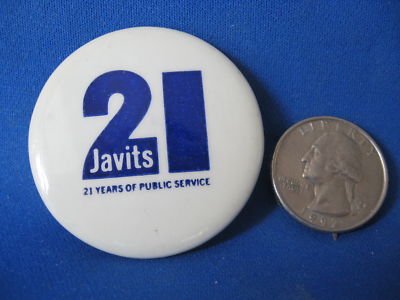 21
Javits
21 YEARS OF PUBLIC SERVICE
LIBERTY